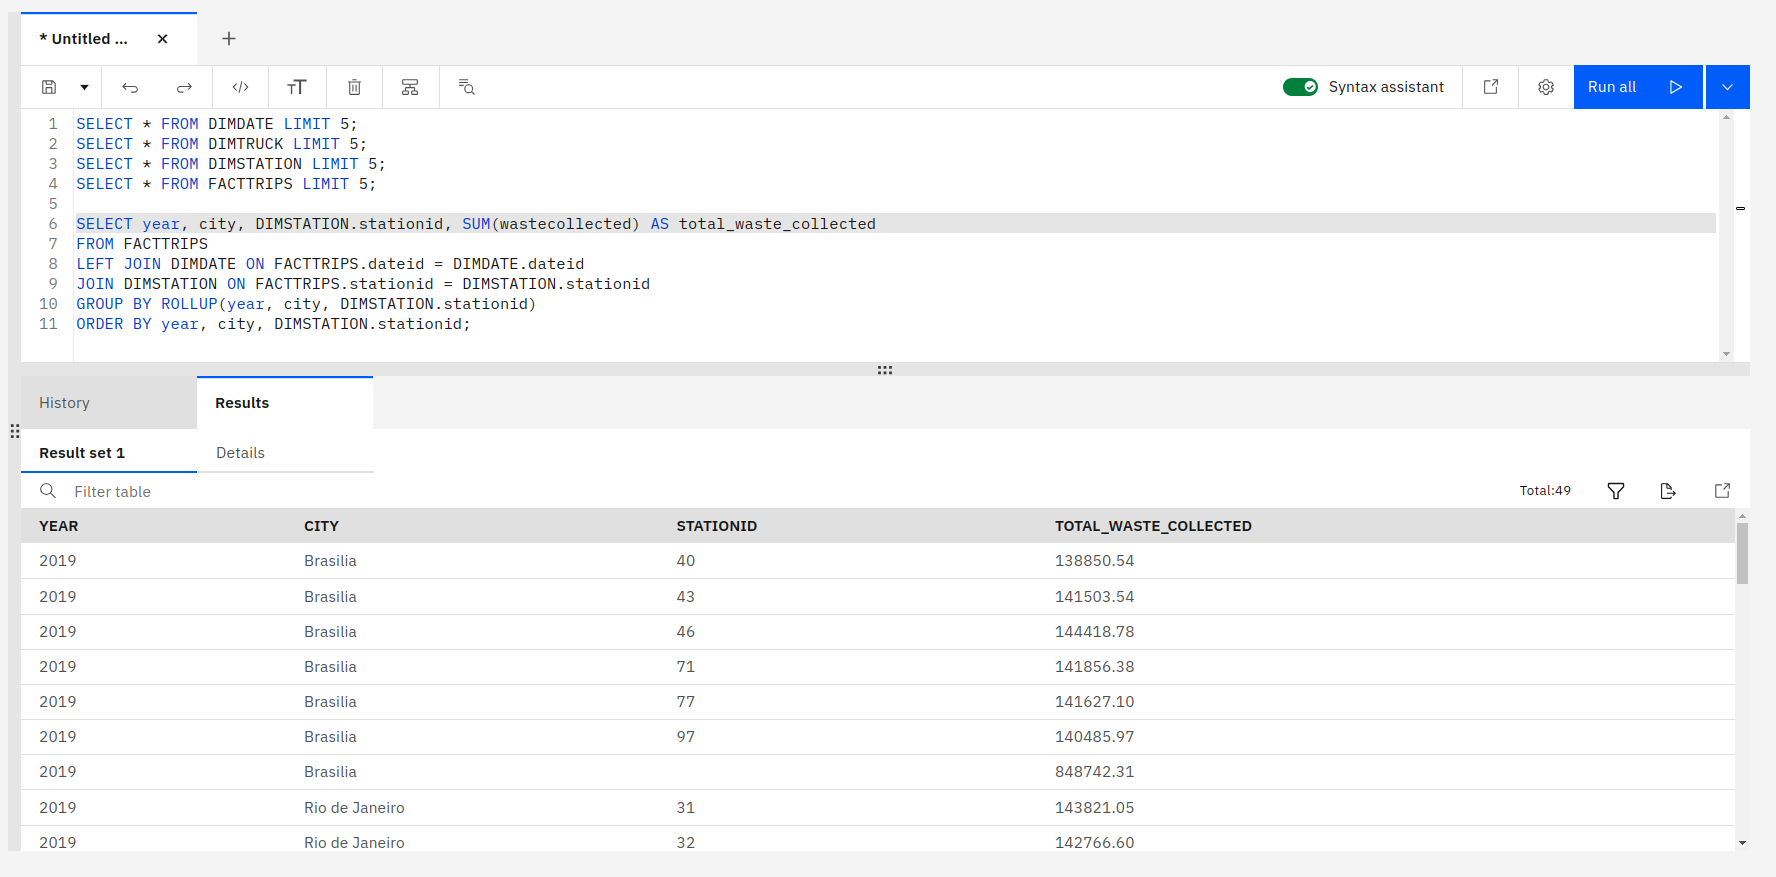 * Untitled ...
Syntax assistant
Run all
1 SELECT * FROM DIMDATE LIMIT 5;
2 SELECT * FROM DIMTRUCK LIMIT 5;
3 SELECT * FROM DIMSTATION LIMIT 5;
4 SELECT * FROM FACTTRIPS LIMIT 5;
5
6 SELECT year, city, DIMSTATION.stationid, SUM(wastecollected) AS total_waste_collected
7 FROM FACTTRIPS
8 LEFT JOIN DIMDATE ON FACTTRIPS.dateid = DIMDATE.dateid
9 JOIN DIMSTATION ON FACTTRIPS.stationid = DIMSTATION.stationid
10 GROUP BY ROLLUP(year, city, DIMSTATION.stationid)
11 ORDER BY year, city, DIMSTATION.stationid;
History Results
Result set 1 Details
Filter table Total:49
YEAR CITY STATIONID TOTAL_WASTE_COLLECTED
2019 Brasilia 40 138850.54
2019 Brasilia 43 141503.54
2019 Brasilia 46 144418.78
2019 Brasilia 71 141856.38
2019 Brasilia 77 141627.10
2019 Brasilia 97 140485.97
2019 Brasilia 848742.31
2019 Rio de Janeiro 31 143821.05
2019 Rio de Janeiro 32 142766.60